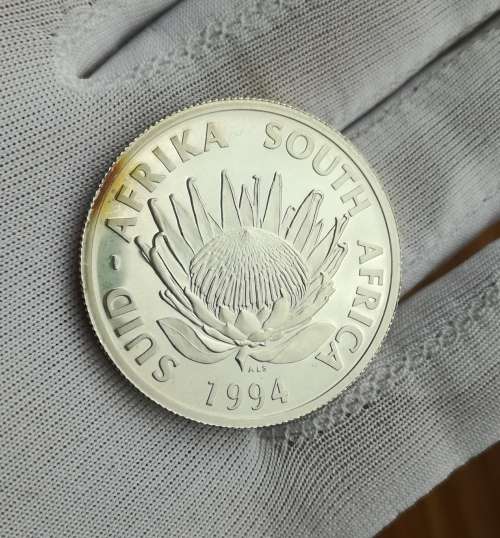 SUID · AFRIKA SOUTH AFRICA
ALS
1994